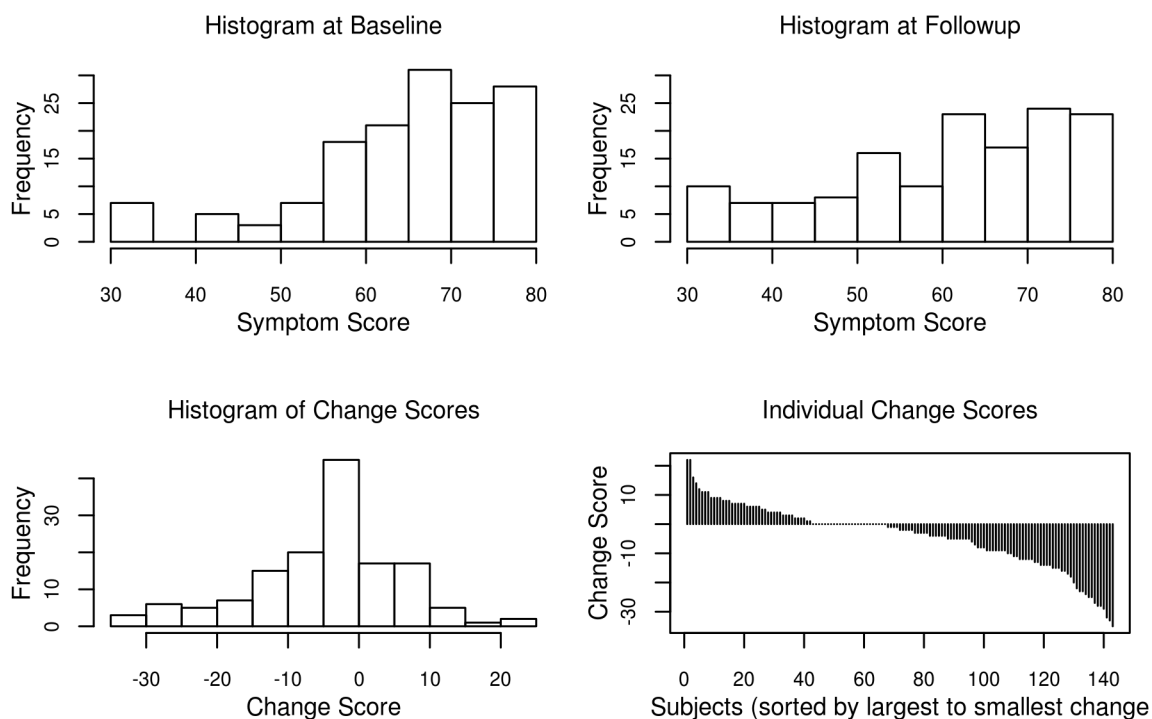 Histogram at Baseline
Frequency
0 5 15 25
30 40 50 60 70 80
Symptom Score
Histogram at Followup
Frequency
0 5 15 25
30 40 50 60 70 80
Symptom Score
Histogram of Change Scores
Frequency
0 10 30
-30 -20 -10 0 10 20
Change Score
Individual Change Scores
Change Score
-30 -10 10
0 20 40 60 80 100 120 140
Subjects (sorted by largest to smallest change